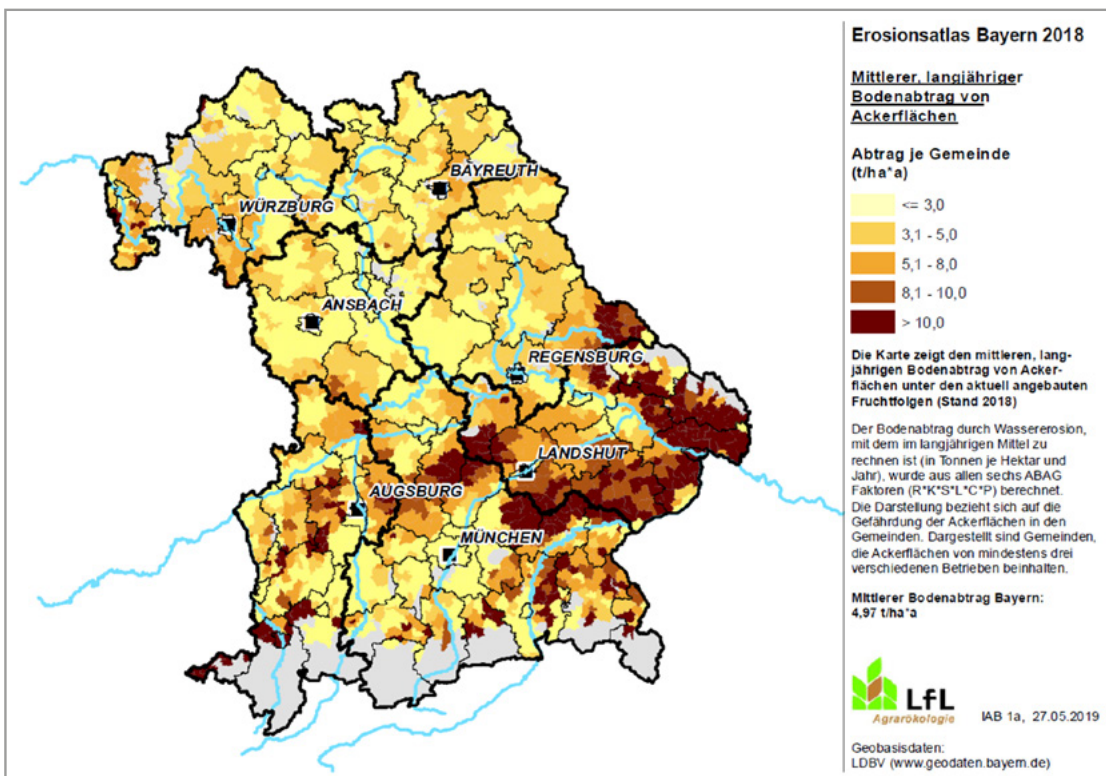 Erosionsatlas Bayern 2018
Mittlerer, langjähriger
Bodenabtrag von
Ackerflächen
Abtrag je Gemeinde
(t/ha*a)
<= 3,0
3,1 - 5,0
5,1 - 8,0
8,1 - 10,0
> 10,0
Die Karte zeigt den mittleren, lang-
jährigen Bodenabtrag von Acker-
flächen unter den aktuell angebauten
Fruchtfolgen (Stand 2018)
Der Bodenabtrag durch Wassererosion,
mit dem im langjährigen Mittel zu
rechnen ist (in Tonnen je Hektar und
Jahr), wurde aus allen sechs ABAG
Faktoren (R*K*S*L*C*P) berechnet.
Die Darstellung bezieht sich auf die
Gefährdung der Ackerflächen in den
Gemeinden. Dargestellt sind Gemeinden,
die Ackerflächen von mindestens drei
verschiedenen Betrieben beinhalten.
Mittlerer Bodenabtrag Bayern:
4,97 t/ha*a
LfL
Agrarökologie
IAB 1a, 27.05.2019
Geobasisdaten:
LDBV (www.geodaten.bayern.de)
BAYREUTH
WÜRZBURG
ANSBACH
REGENSBURG
LANDSHUT
AUGSBURG
MÜNCHEN